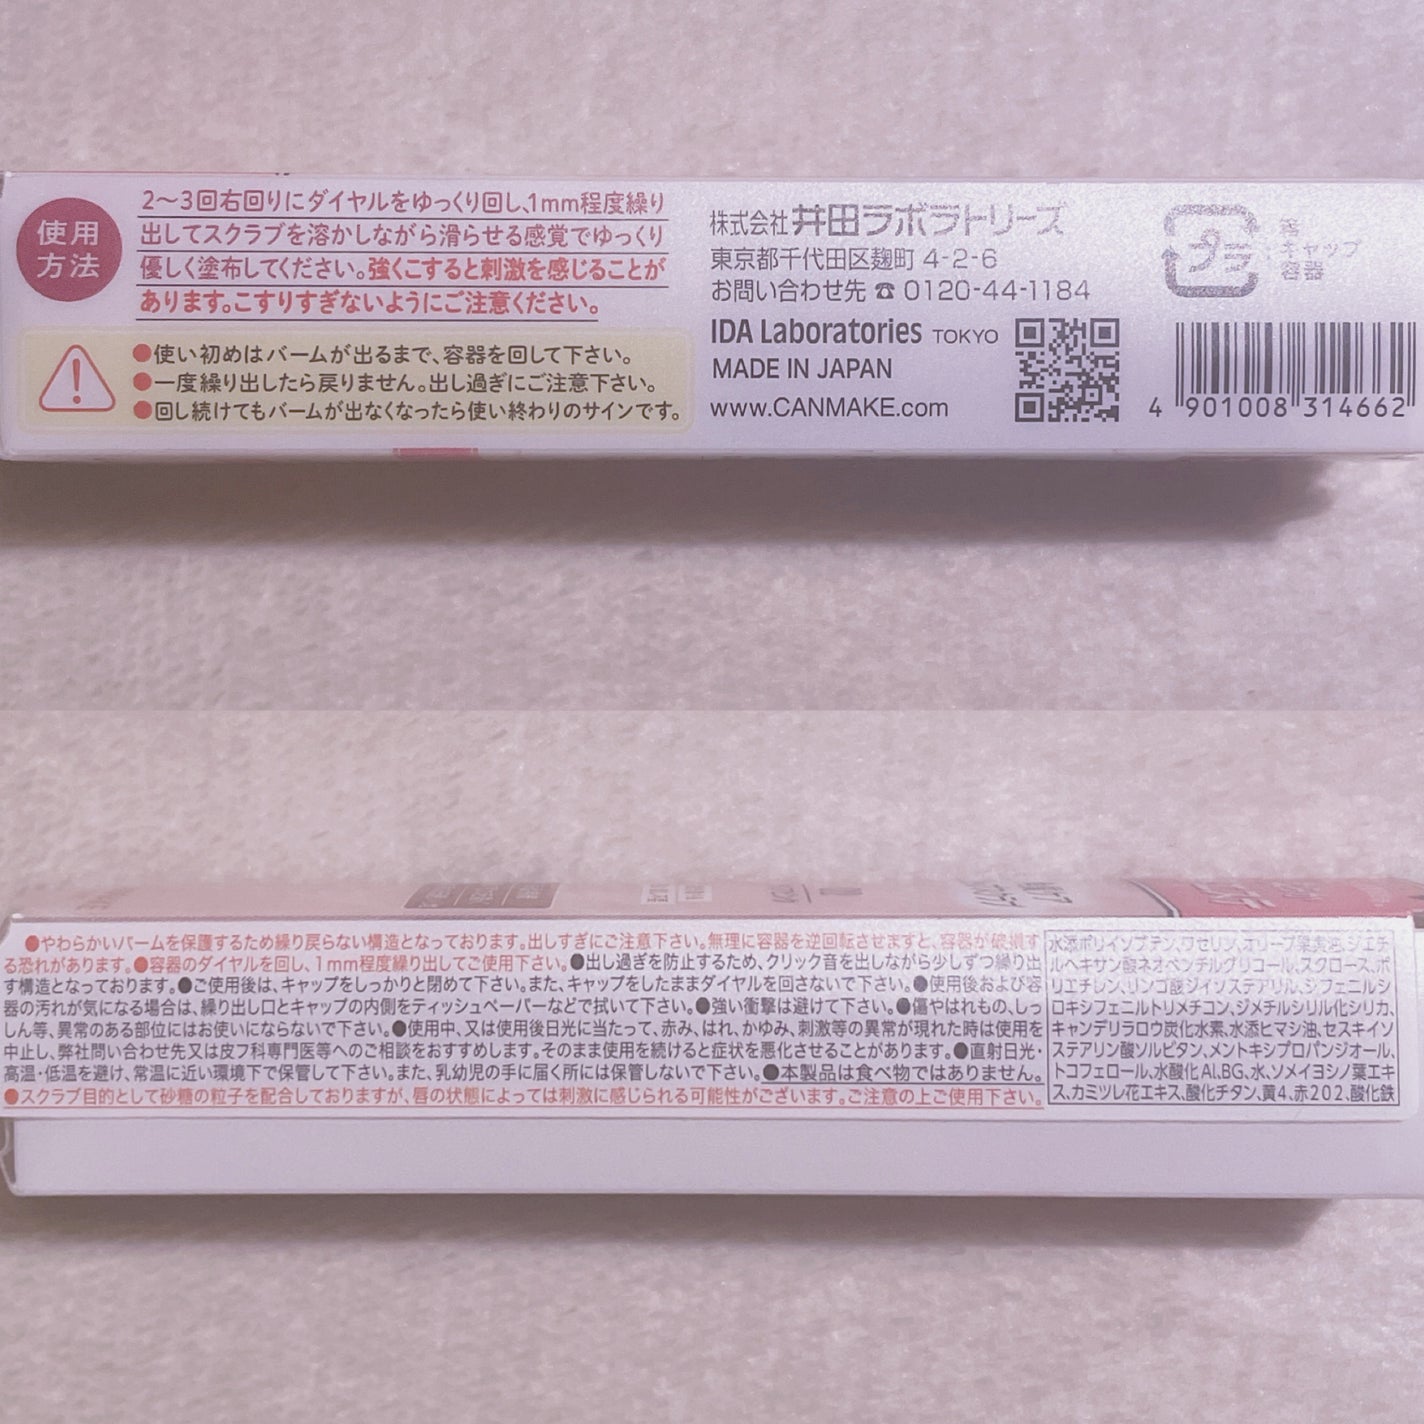 使用
方法
2〜3回右回りにダイヤルをゆっくり回し、1mm程度繰り
出してスクラブを溶かしながら滑らせる感覚でゆっくり
優しく塗布してください。強くこすると刺激を感じることが
あります。こすりすぎないようにご注意ください。
●使い初めはバームが出るまで、容器を回して下さい。
●一度繰り出したら戻りません。出し過ぎにご注意下さい。
●回し続けてもバームが出なくなったら使い終わりのサインです。
株式会社井田ラボラトリーズ
東京都千代田区麹町 4-2-6
お問い合わせ先 ☎ 0120-44-1184
IDA Laboratories TOKYO
MADE IN JAPAN
www.CANMAKE.com
プラ
キャップ
容器
4 901008 314662
●やわらかいバームを保護するため繰り戻らない構造となっております。出しすぎにご注意下さい。無理に容器を逆回転させますと、容器が破損す
る恐れがあります。●容器のダイヤルを回し、1mm程度繰り出してご使用下さい。●出し過ぎを防止するため、クリック音を出しながら少しずつ繰り出
す構造となっております。●ご使用後は、キャップをしっかりと閉めて下さい。また、キャップをしたままダイヤルを回さないで下さい。●使用後および容
器の汚れが気になる場合は、繰り出し口とキャップの内側をティッシュペーパーなどで拭いて下さい。●強い衝撃は避けて下さい。●傷やはれもの、しっ
しん等、異常のある部位にはお使いにならないで下さい。●使用中、又は使用後日光に当たって、赤み、はれ、かゆみ、刺激等の異常が現れた時は使用を
中止し、弊社問い合わせ先又は皮フ科専門医等へのご相談をおすすめします。そのまま使用を続けると症状を悪化させることがあります。●直射日光・
高温・低温を避け、常温に近い環境下で保管して下さい。また、乳幼児の手に届く所には保管しないで下さい。●本製品は食べ物ではありません。
●スクラブ目的として砂糖の粒子を配合しておりますが、唇の状態によっては刺激に感じられる可能性がございます。ご注意の上ご使用下さい。
水添ポリイソブテン、ワセリン、オリーブ果実油、ジエチ
ルヘキサン酸ネオペンチルグリコール、スクロース、ポ
リエチレン、リンゴ酸ジイソステアリル、ジフェニルシ
ロキシフェニルトリメチコン、ジメチルシリル化シリカ、
キャンデリラロウ炭化水素、水添ヒマシ油、セスキイソ
ステアリン酸ソルビタン、メントキシプロパンジオール、
トコフェロール、水酸化Al、BG、水、ソメイヨシノ葉エキ
ス、カミツレ花エキス、酸化チタン、黄4、赤202、酸化鉄